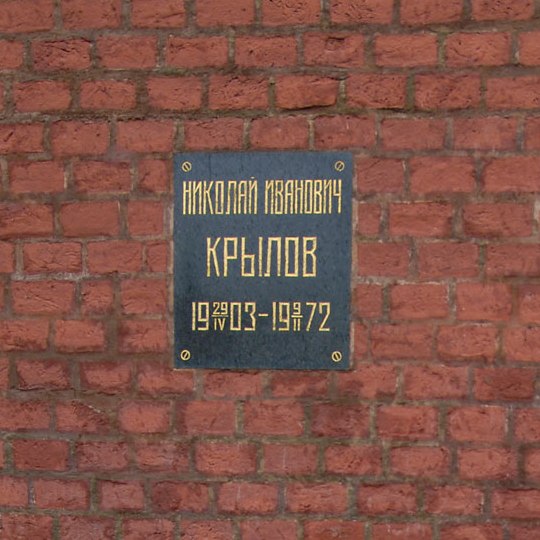 НИКОЛАЙ ИВАНОВИЧ
КРЫЛОВ
19 29/IV 03-19 9/II 72